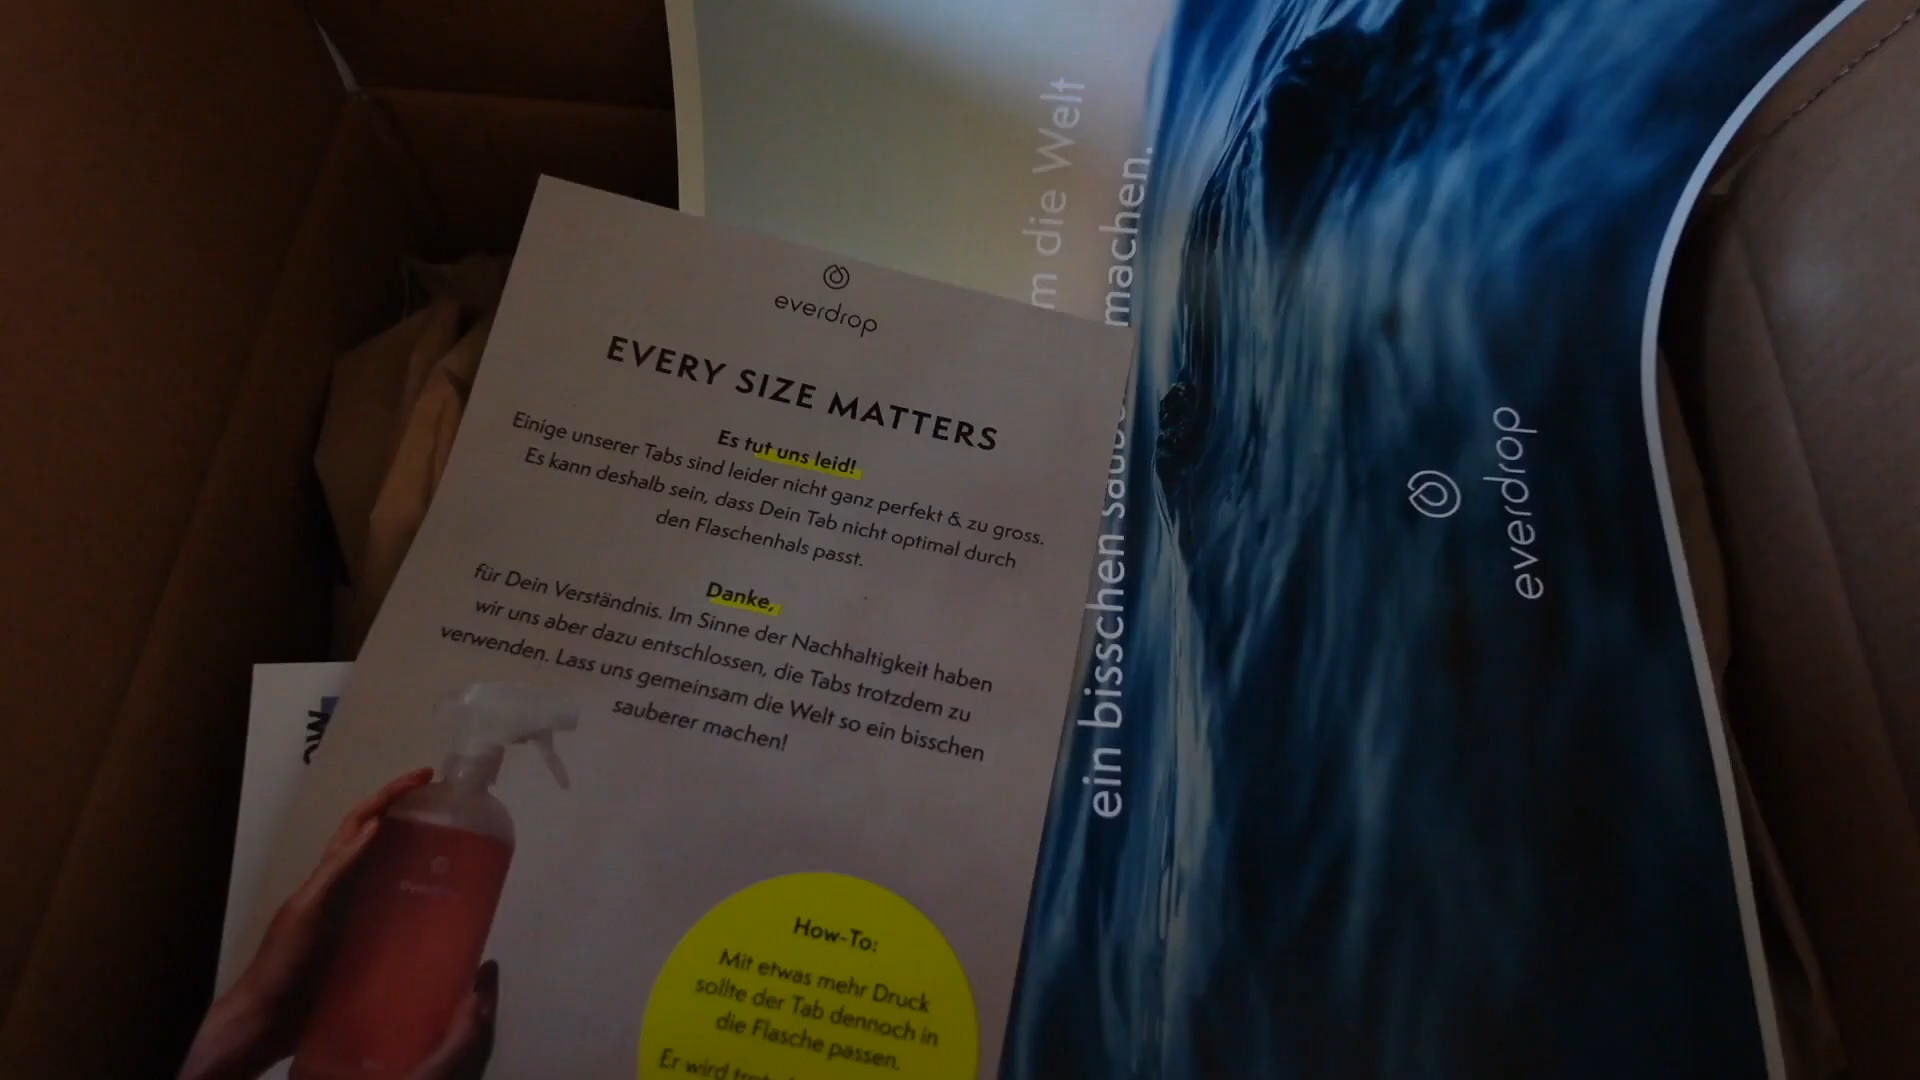 everdrop
EVERY SIZE MATTERS
Es tut uns leid!
Einige unserer Tabs sind leider nicht ganz perfekt & zu gross.
Es kann deshalb sein, dass Dein Tab nicht optimal durch
den Flaschenhals passt.
Danke,
für Dein Verständnis. Im Sinne der Nachhaltigkeit haben
wir uns aber dazu entschlossen, die Tabs trotzdem zu
verwenden. Lass uns gemeinsam die Welt so ein bisschen
sauberer machen!
How-To:
Mit etwas mehr Druck
sollte der Tab dennoch in
die Flasche passen.
Er wird
die Welt
ein bisschen machen.
everdrop